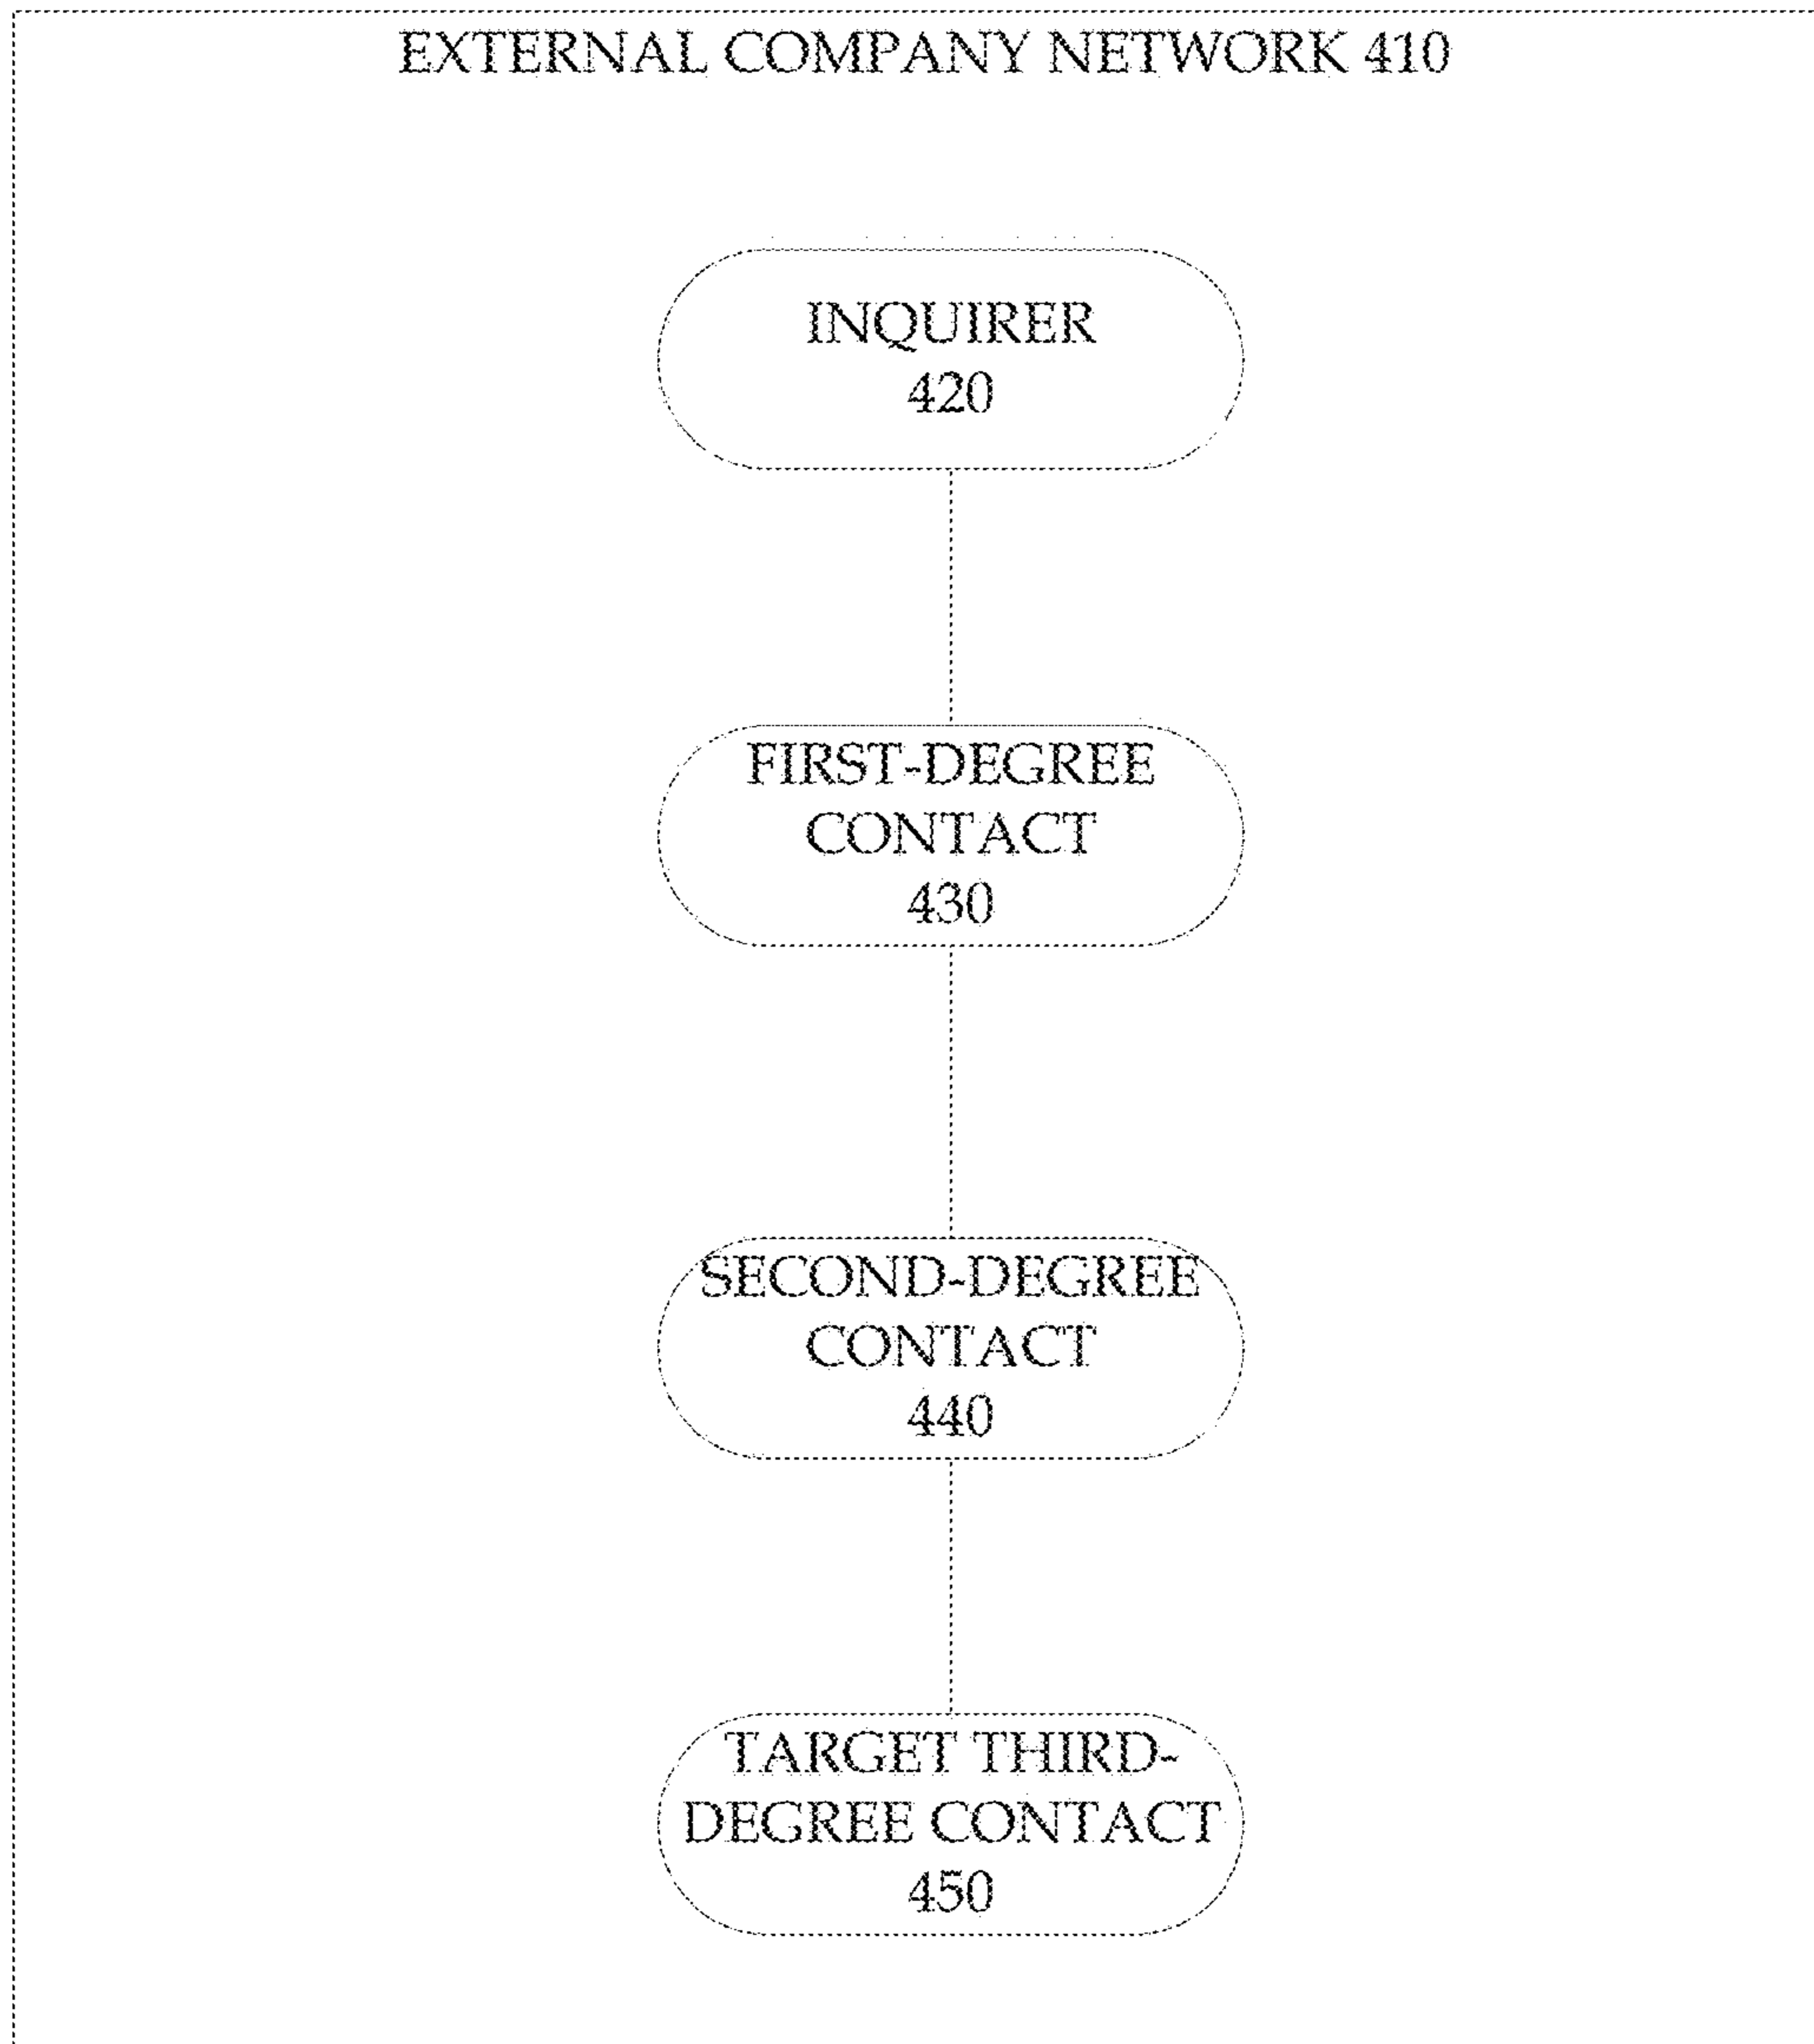 EXTERNAL COMPANY NETWORK 410
INQUIRER
420
FIRST-DEGREE
CONTACT
430
SECOND-DEGREE
CONTACT
440
TARGET THIRD-
DEGREE CONTACT
450